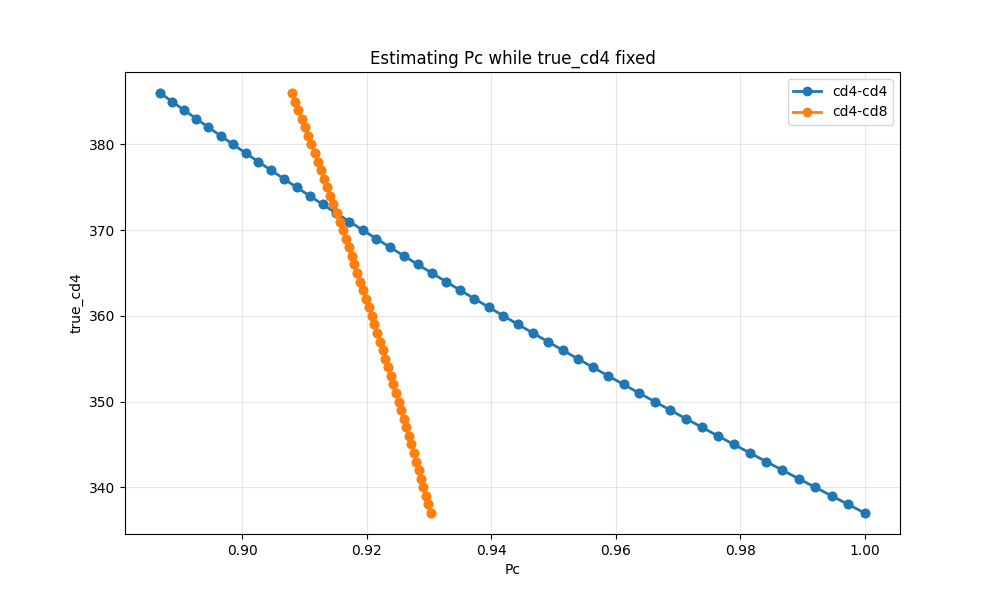 Estimating Pc while true_cd4 fixed
cd4-cd4
cd4-cd8
true_cd4
380
370
360
350
340
0.90
0.92
0.94
0.96
0.98
1.00
Pc